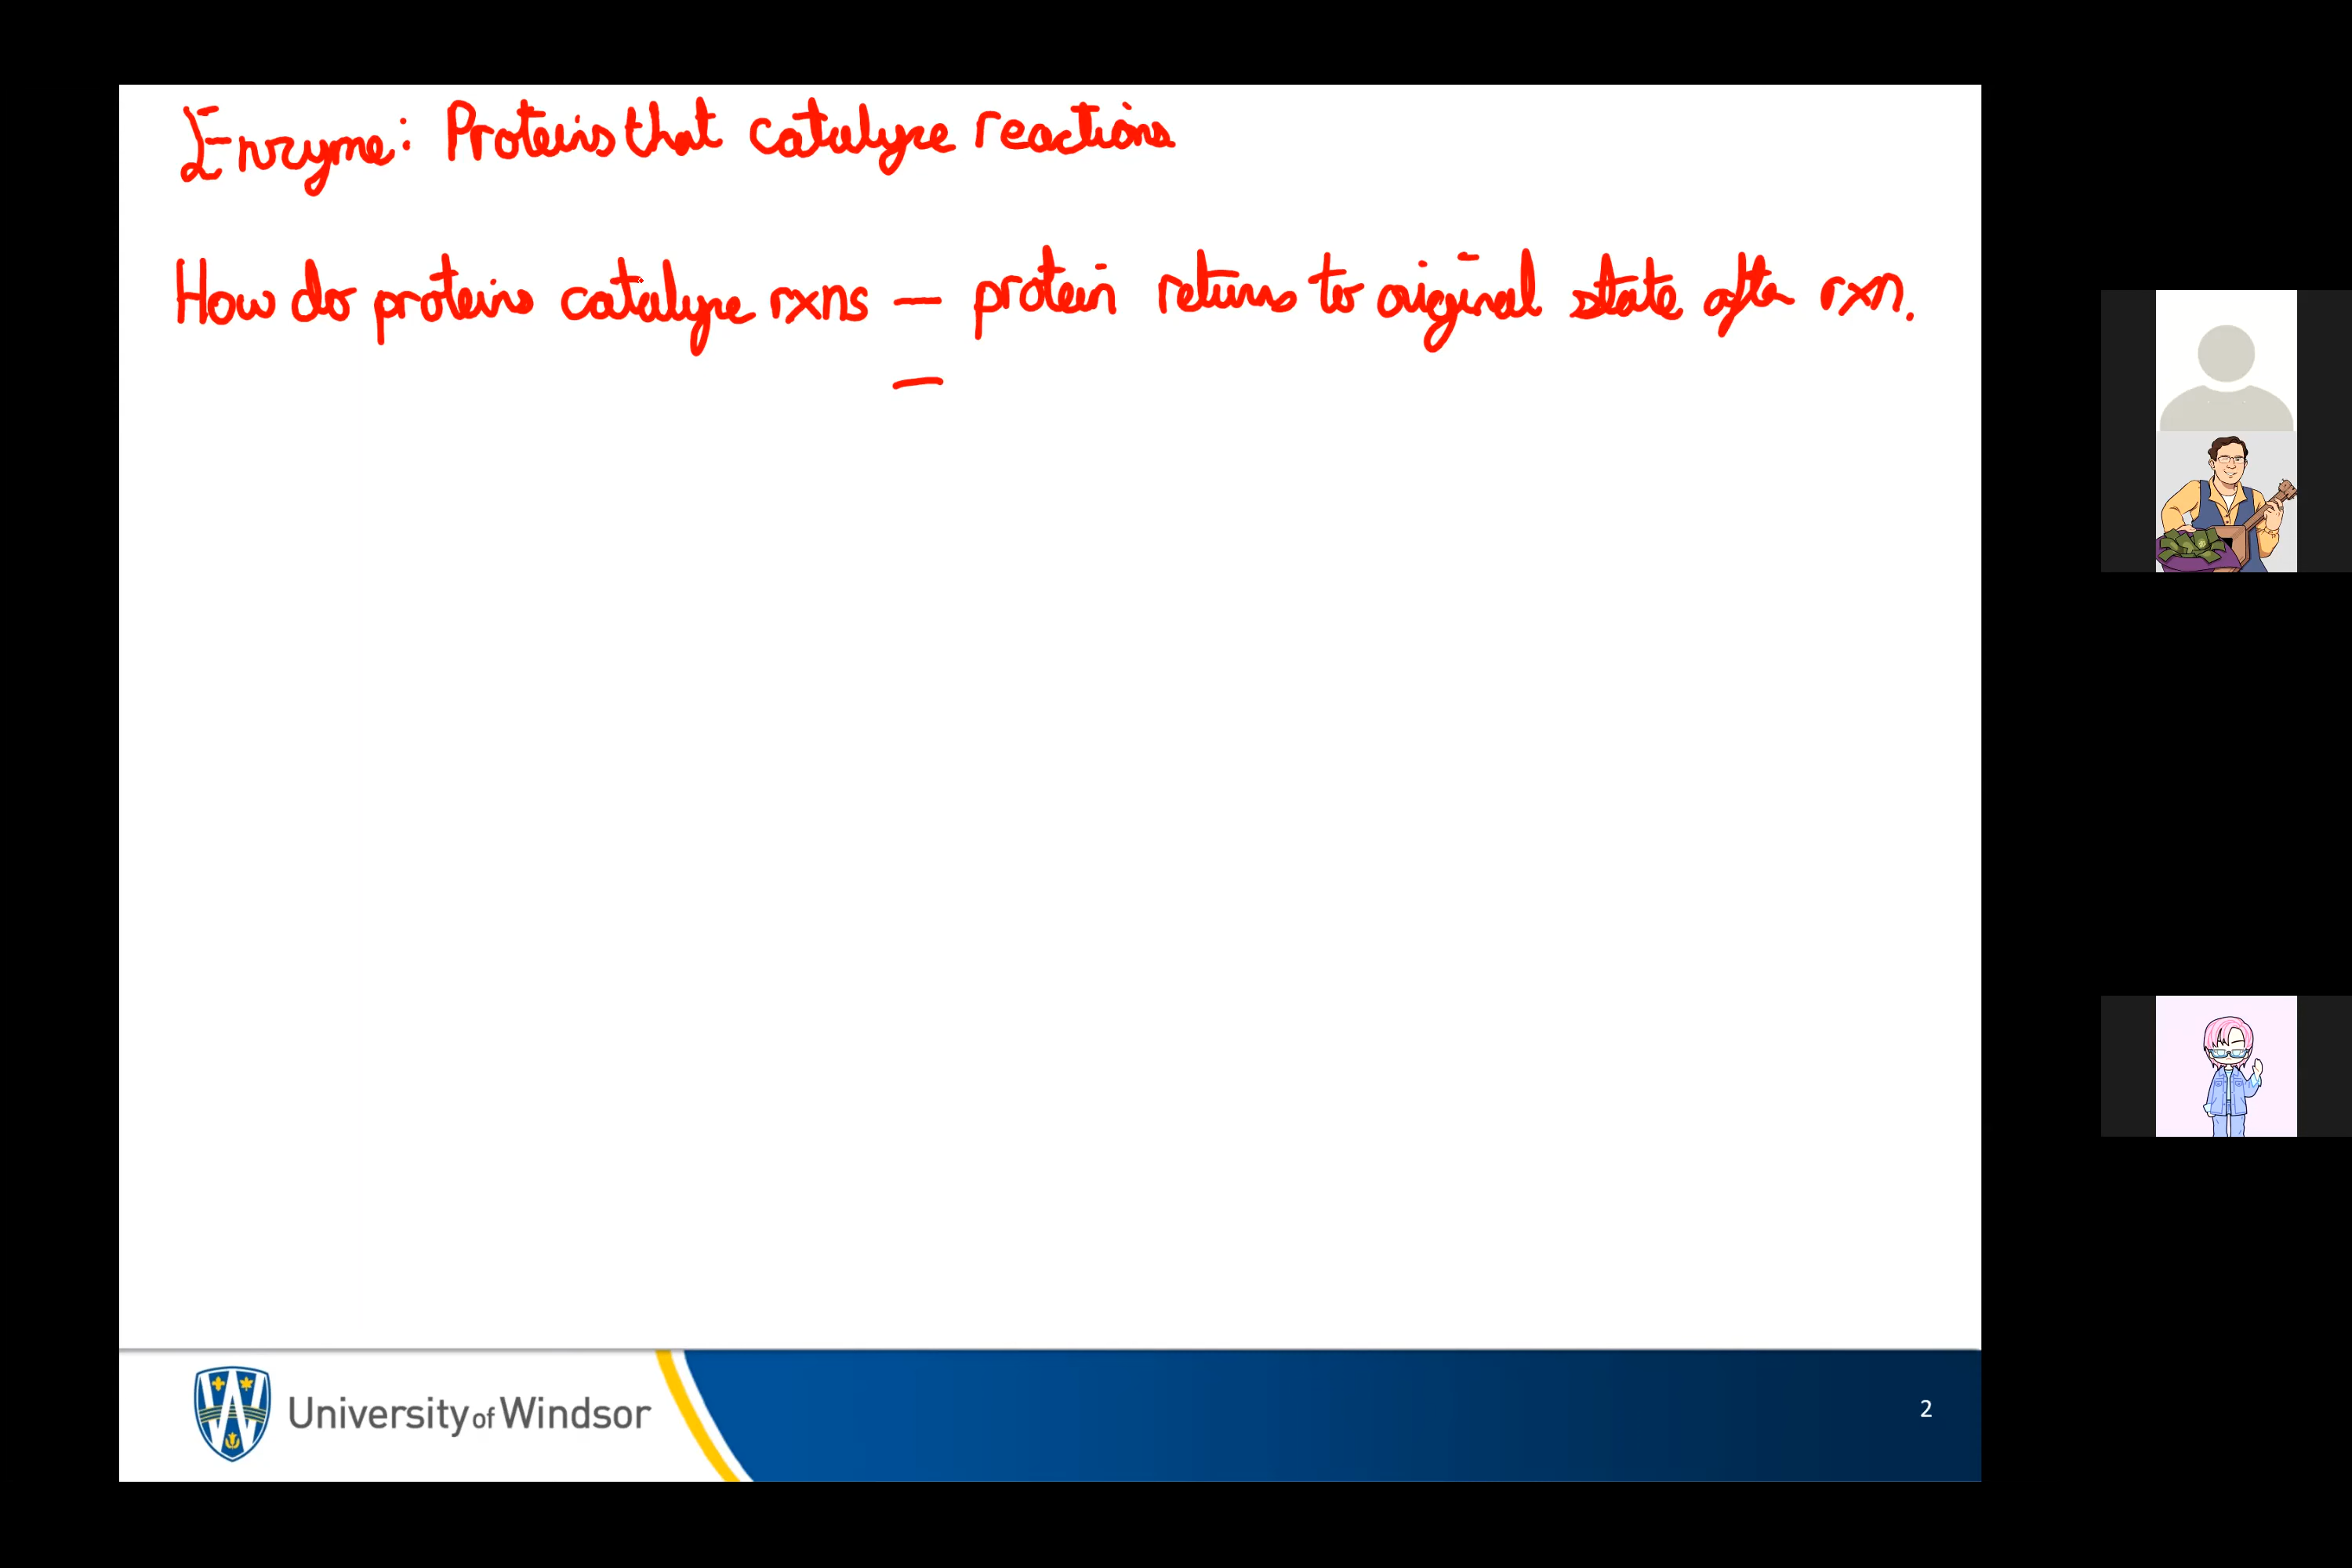 Enzyme: Proteins that catalyze reactions
How do proteins catalyze rxns — protein returns to original state after rxn.
—
University of Windsor
2